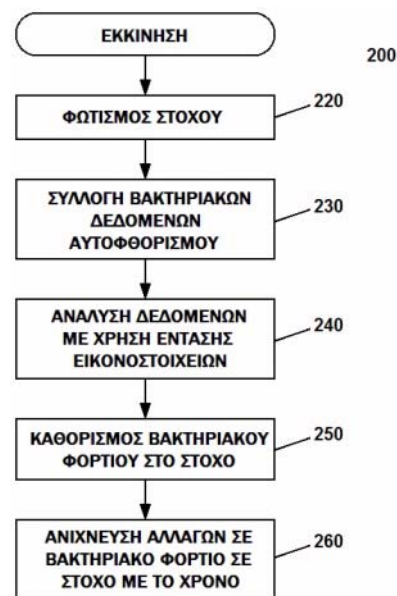 ΕΚΚΙΝΗΣΗ
200
ΦΩΤΙΣΜΟΣ ΣΤΟΧΟΥ
220
ΣΥΛΛΟΓΗ ΒΑΚΤΗΡΙΑΚΩΝ
ΔΕΔΟΜΕΝΩΝ
ΑΥΤΟΦΘΟΡΙΣΜΟΥ
230
ΑΝΑΛΥΣΗ ΔΕΔΟΜΕΝΩΝ
ΜΕ ΧΡΗΣΗ ΕΝΤΑΣΗΣ
ΕΙΚΟΝΟΣΤΟΙΧΕΙΩΝ
240
ΚΑΘΟΡΙΣΜΟΣ ΒΑΚΤΗΡΙΑΚΟΥ
ΦΟΡΤΙΟΥ ΣΤΟ ΣΤΟΧΟ
250
ΑΝΙΧΝΕΥΣΗ ΑΛΛΑΓΩΝ ΣΕ
ΒΑΚΤΗΡΙΑΚΟ ΦΟΡΤΙΟ ΣΕ
ΣΤΟΧΟ ΜΕ ΤΟ ΧΡΟΝΟ
260